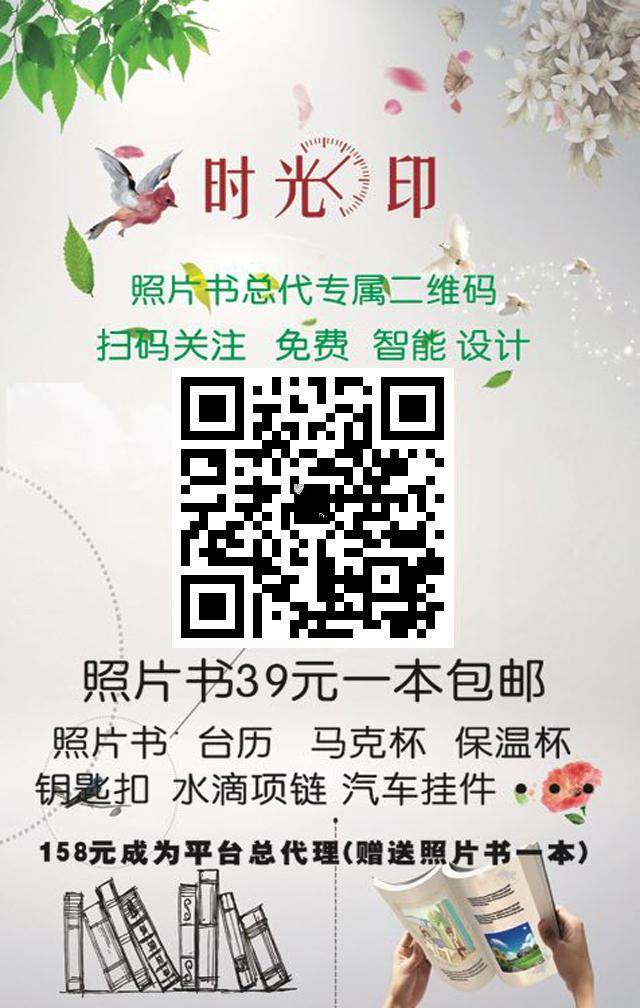 时光印
照片书总代专属二维码
扫码关注 免费 智能 设计
照片书39元一本包邮
照片书 台历 马克杯 保温杯
钥匙扣 水滴项链 汽车挂件
158元成为平台总代理(赠送照片书一本)